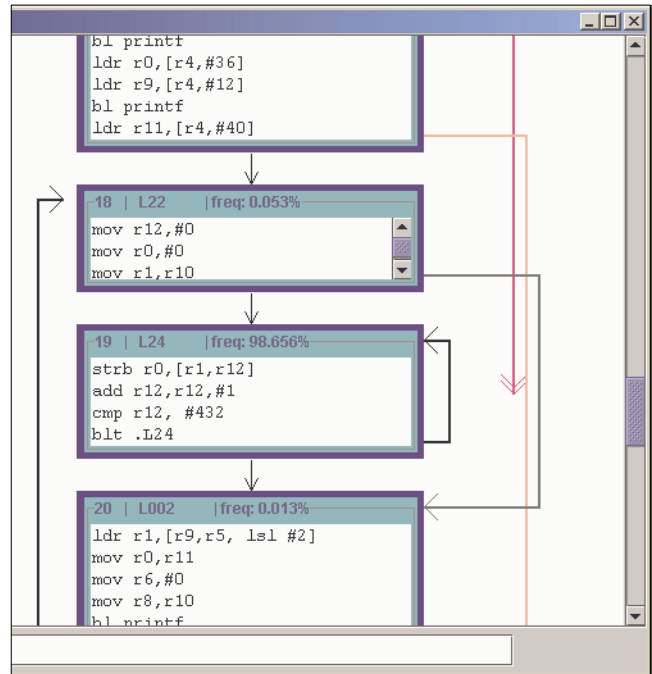 bl printf
ldr r0,[r4,#36]
ldr r9,[r4,#12]
bl printf
ldr r11,[r4,#40]
18 | L22 |freq: 0.053%
mov r12,#0
mov r0,#0
mov r1,r10
19 | L24 |freq: 98.656%
strb r0,[r1,r12]
add r12,r12,#1
cmp r12, #432
blt .L24
20 | L002 |freq: 0.013%
ldr r1,[r9,r5, lsl #2]
mov r0,r11
mov r6,#0
mov r8,r10
bl printf